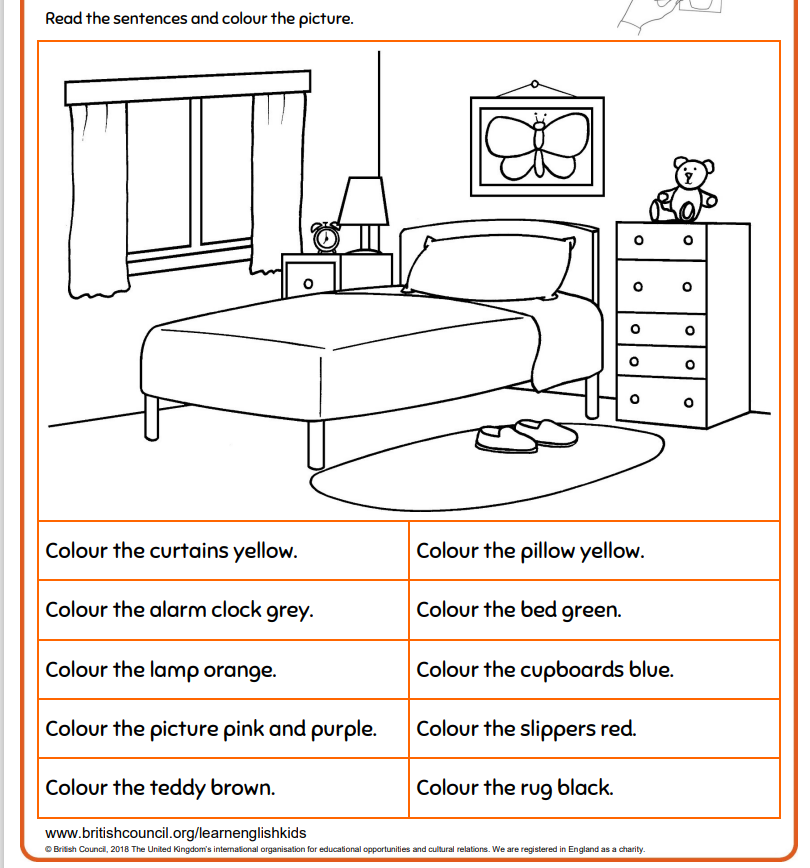 Read the sentences and colour the picture.
Colour the curtains yellow.
Colour the pillow yellow.
Colour the alarm clock grey.
Colour the bed green.
Colour the lamp orange.
Colour the cupboards blue.
Colour the picture pink and purple.
Colour the slippers red.
Colour the teddy brown.
Colour the rug black.
www.britishcouncil.org/learnenglishkids
© British Council, 2018 The United Kingdom's international organisation for educational opportunities and cultural relations. We are registered in England as a charity.